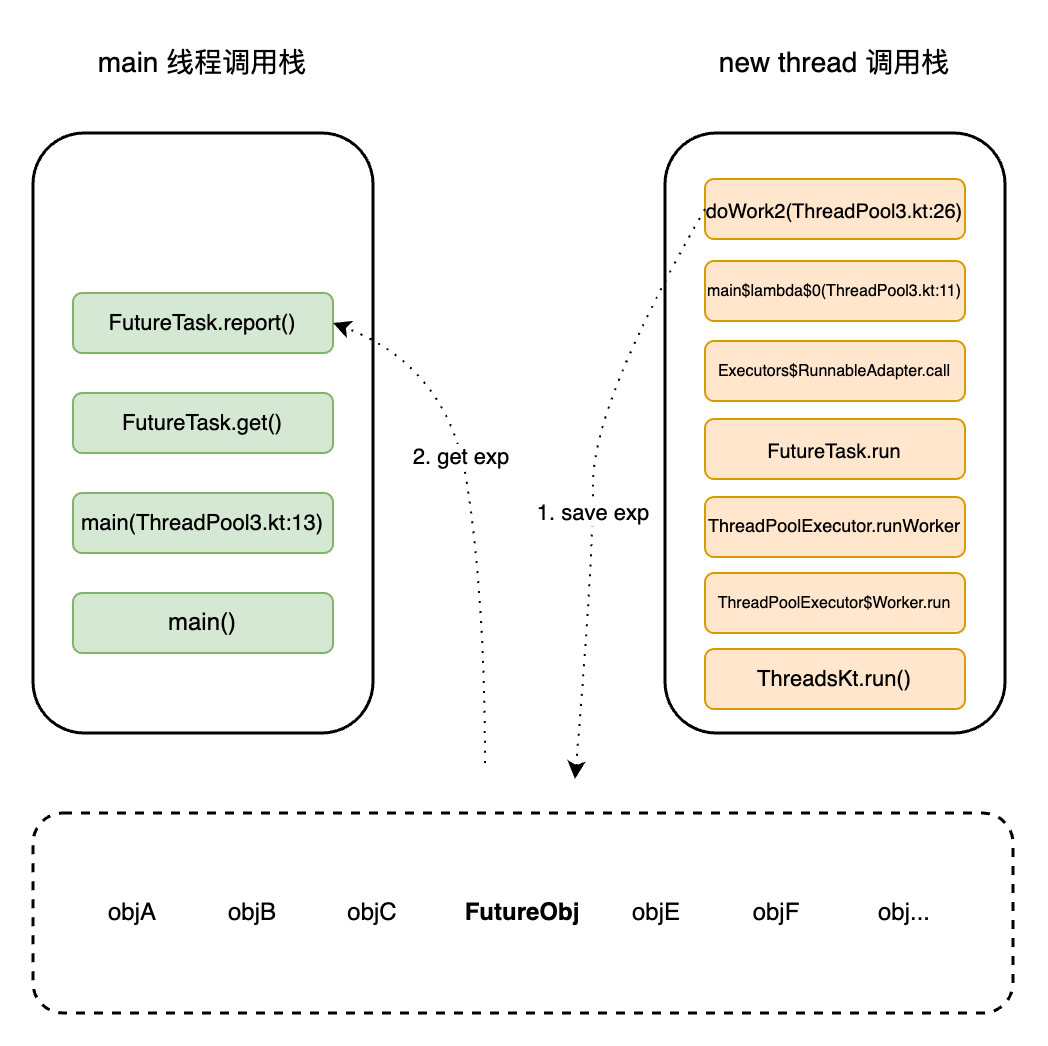 main 线程调用栈
new thread 调用栈
FutureTask.report()
FutureTask.get()
main(ThreadPool3.kt:13)
main()
2. get exp
1. save exp
doWork2(ThreadPool3.kt:26)
main$lambda$0(ThreadPool3.kt:11)
Executors$RunnableAdapter.call
FutureTask.run
ThreadPoolExecutor.runWorker
ThreadPoolExecutor$Worker.run
ThreadsKt.run()
objA objB objC FutureObj objE objF obj...